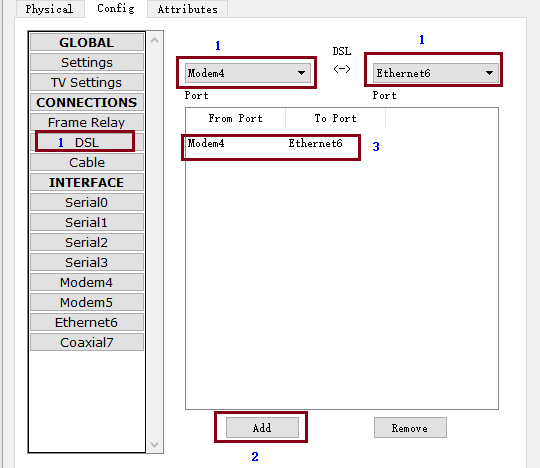 Physical Config Attributes
GLOBAL
Settings
TV Settings
CONNECTIONS
Frame Relay
1 DSL
Cable
INTERFACE
Serial0
Serial1
Serial2
Serial3
Modem4
Modem5
Ethernet6
Coaxial7
1 DSL 1
Modem4 <-> Ethernet6
Port Port
From Port To Port
Modem4 Ethernet6 3
Add Remove
2